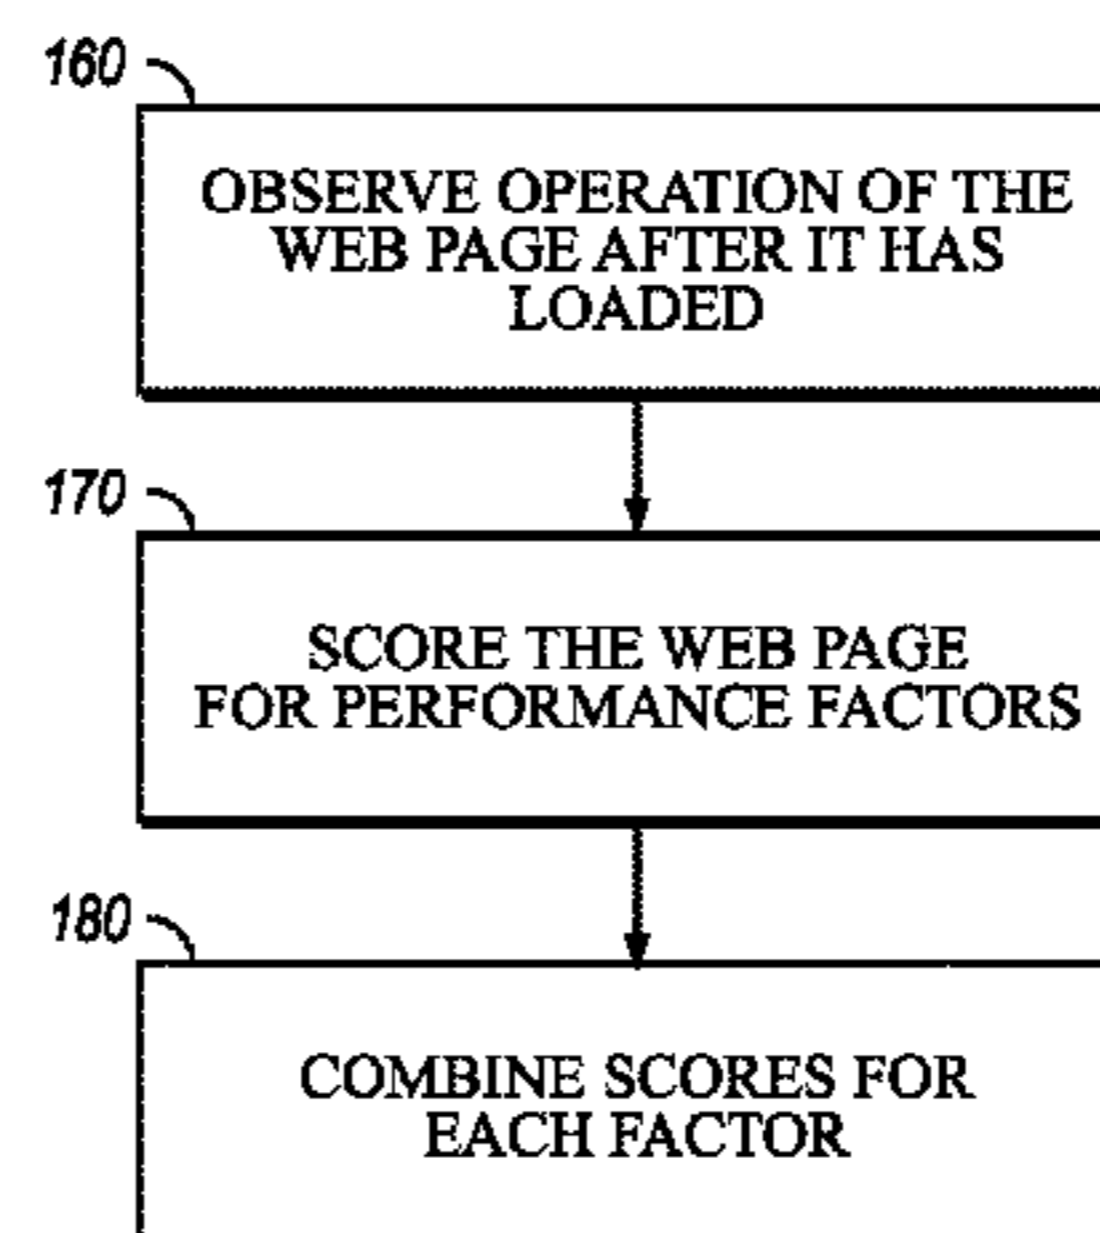 160
OBSERVE OPERATION OF THE
WEB PAGE AFTER IT HAS
LOADED
170
SCORE THE WEB PAGE
FOR PERFORMANCE FACTORS
180
COMBINE SCORES FOR
EACH FACTOR